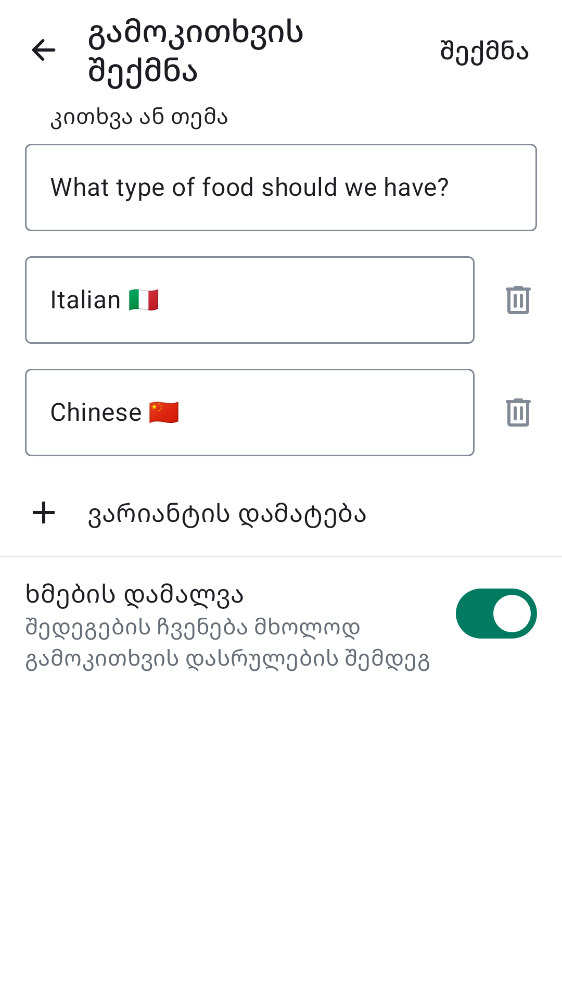 გამოკითხვის
შექმნა
შექმნა
კითხვა ან თემა
What type of food should we have?
Italian 🇮🇹
Chinese 🇨🇳
ვარიანტის დამატება
ხმების დამალვა
შედეგების ჩვენება მხოლოდ
გამოკითხვის დასრულების შემდეგ